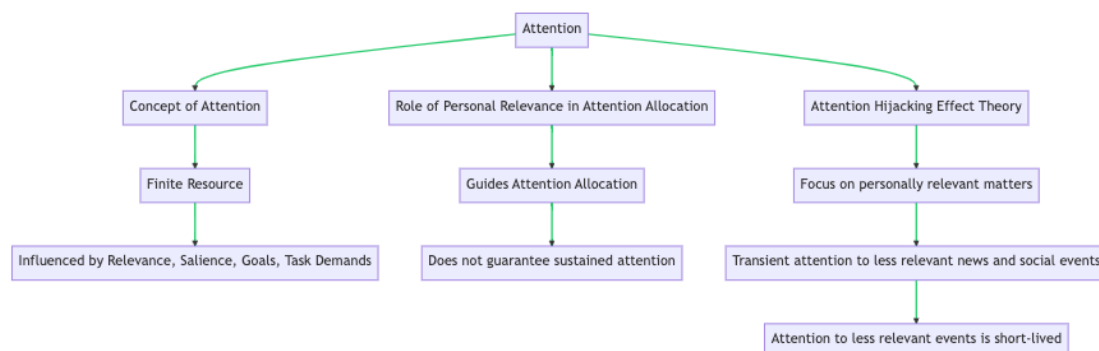 Attention
Concept of Attention
Role of Personal Relevance in Attention Allocation
Attention Hijacking Effect Theory
Finite Resource
Guides Attention Allocation
Focus on personally relevant matters
Influenced by Relevance, Salience, Goals, Task Demands
Does not guarantee sustained attention
Transient attention to less relevant news and social events
Attention to less relevant events is short-lived